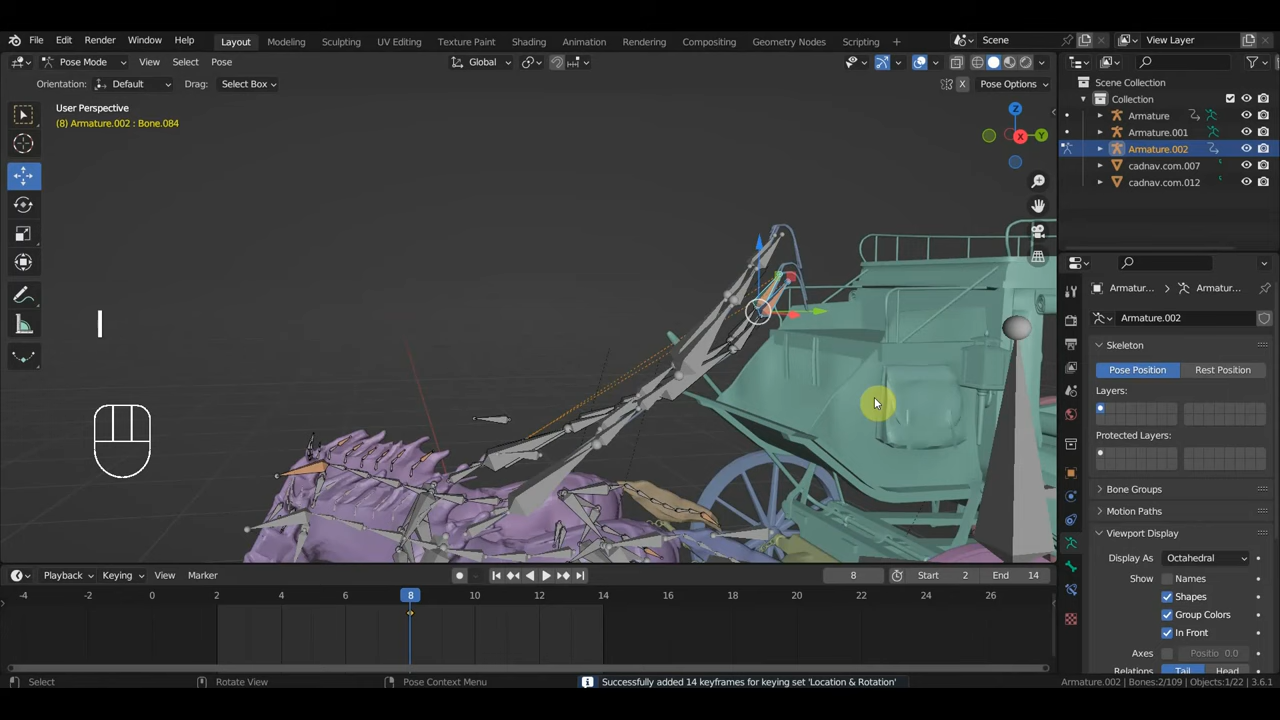 File Edit Render Window Help Layout Modeling Sculpting UV Editing Texture Paint Shading Animation Rendering Compositing Geometry Nodes Scripting + Scene View Layer
Pose Mode View Select Pose Global
Orientation: Default Drag: Select Box X Pose Options
User Perspective
(8) Armature.002 : Bone.084
Z
Y
X
I
Scene Collection
Collection
Armature
Armature.001
Armature.002
cadnav.com.007
cadnav.com.012
Armatur... Armatur...
Armature.002
Skeleton
Pose Position Rest Position
Layers:
Protected Layers:
Bone Groups
Motion Paths
Viewport Display
Display As Octahedral
Show Names
Shapes
Group Colors
In Front
Axes Positio 0.0
Relations Tail Head
Playback Keying View Marker 8 Start 2 End 14
-4 -2 0 2 4 6 8 10 12 14 16 18 20 22 24 26
Select Rotate View Pose Context Menu Successfully added 14 keyframes for keying set 'Location & Rotation' Armature.002 | Bones:2/109 | Objects:1/22 | 3.6.1